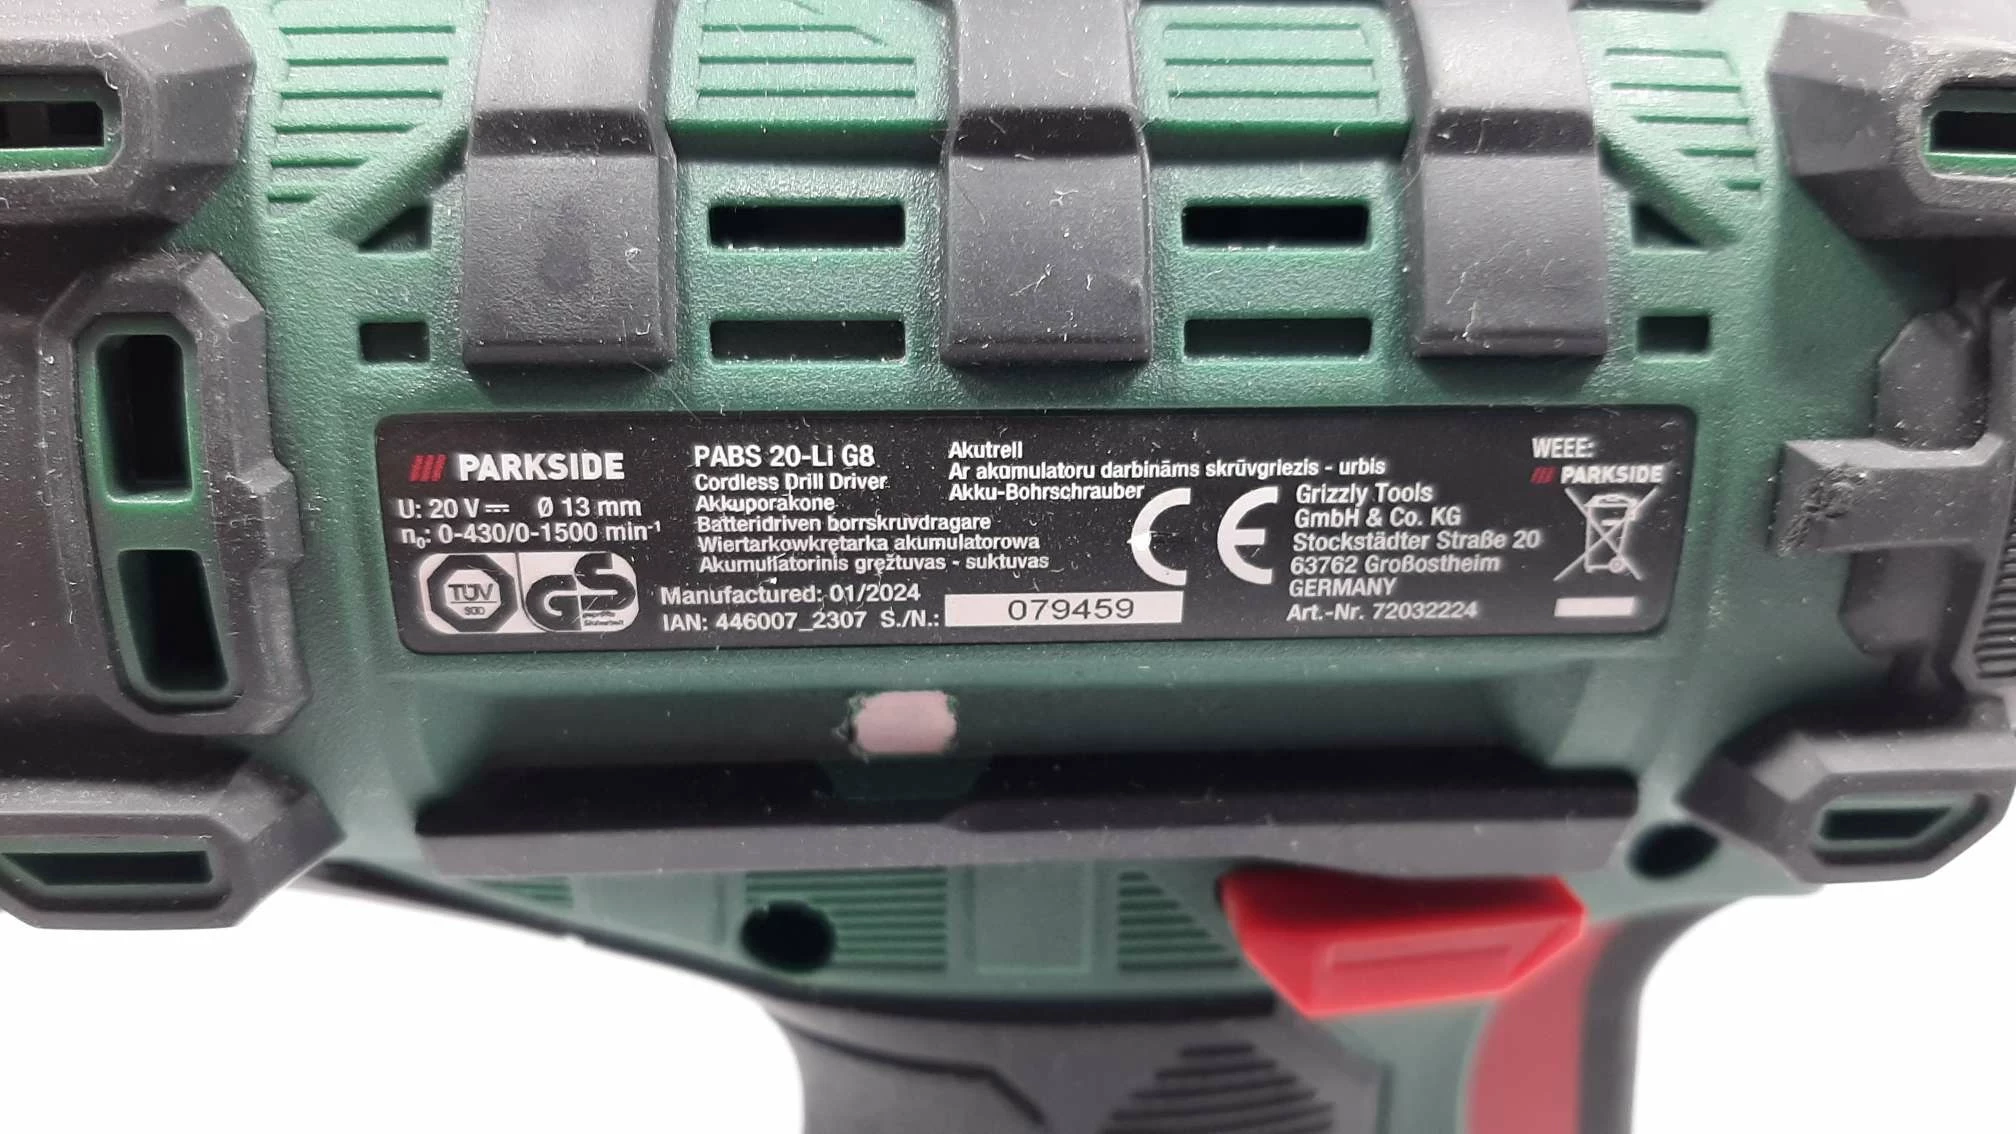 PARKSIDE
U: 20 V Ø 13 mm
n₀: 0-430/0-1500 min⁻¹
TÜV
SÜD
GS
PABS 20-Li G8
Cordless Drill Driver
Akkuporakone
Batteridriven borrskruvdragare
Wiertarkowkrętarka akumulatorowa
Akumuliatorinis gręžtuvas - suktuvas
Manufactured: 01/2024
IAN: 446007_2307 S./N.: 079459
Akutrell
Ar akumulatoru darbināms skrūvgriezis - urbis
Akku-Bohrschrauber
CE
Grizzly Tools
GmbH & Co. KG
Stockstädter Straße 20
63762 Großostheim
GERMANY
Art.-Nr. 72032224
WEEE:
PARKSIDE